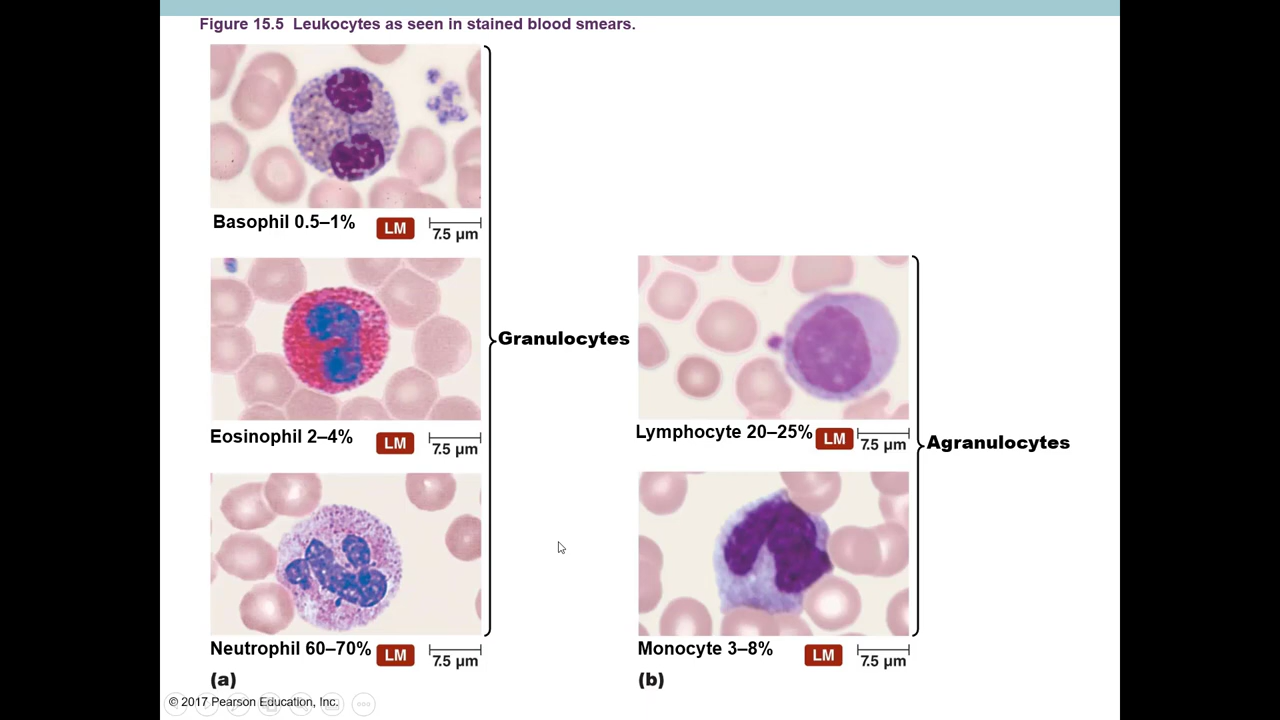 Figure 15.5 Leukocytes as seen in stained blood smears.
Basophil 0.5–1%
LM
7.5 µm
Eosinophil 2–4%
LM
7.5 µm
Granulocytes
Neutrophil 60–70%
LM
7.5 µm
(a)
Lymphocyte 20–25%
LM
7.5 µm
Agranulocytes
Monocyte 3–8%
LM
7.5 µm
(b)
© 2017 Pearson Education, Inc.